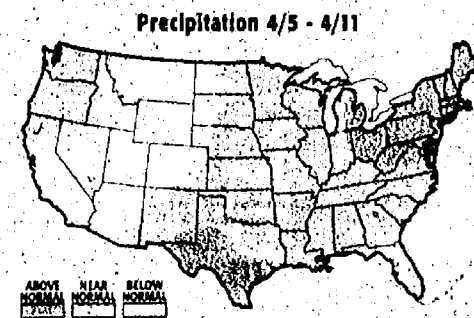 Precipitation 4/5 - 4/11
ABOVE NORMAL
NEAR NORMAL
BELOW NORMAL